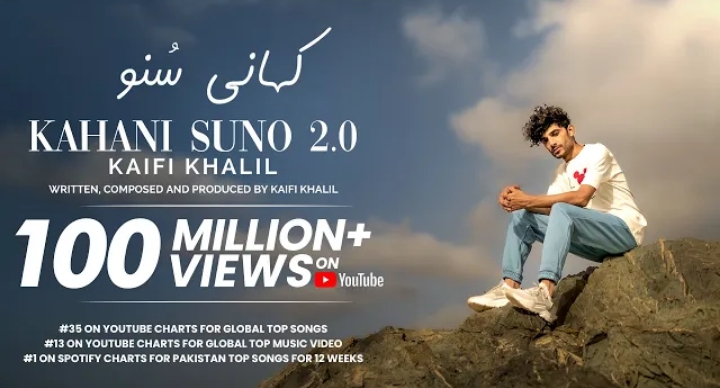 کہانی سُنو
KAHANI SUNO 2.0
KAIFI KHALIL
WRITTEN, COMPOSED AND PRODUCED BY KAIFI KHALIL
100 MILLION+
VIEWS ON
YouTube
#35 ON YOUTUBE CHARTS FOR GLOBAL TOP SONGS
#13 ON YOUTUBE CHARTS FOR GLOBAL TOP MUSIC VIDEO
#1 ON SPOTIFY CHARTS FOR PAKISTAN TOP SONGS FOR 12 WEEKS